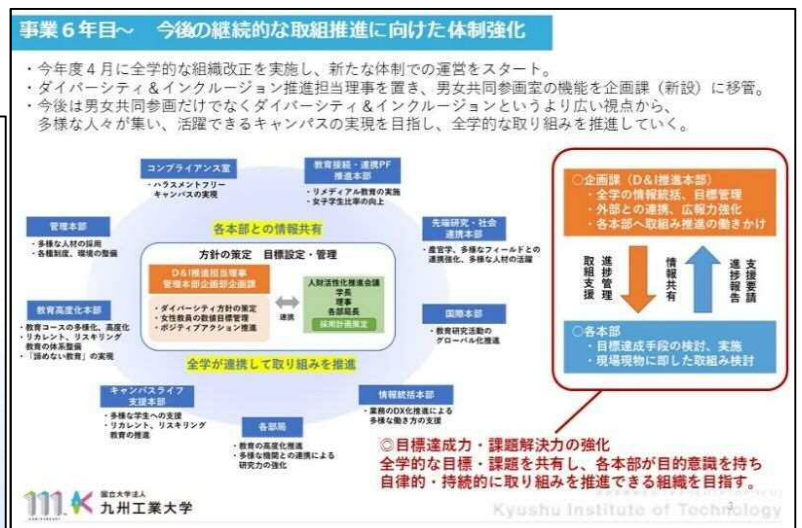 事業6年目～ 今後の継続的な取組推進に向けた体制強化
・今年度4月に全学的な組織改正を実施し、新たな体制での運営をスタート。
・ダイバーシティ&インクルージョン推進担当理事を置き、男女共同参画室の機能を企画課(新設)に移管。
・今後は男女共同参画だけでなくダイバーシティ&インクルージョンというより広い視点から、
多様な人々が集い、活躍できるキャンパスの実現を目指し、全学的な取り組みを推進していく。
コンプライアンス室
・ハラスメントフリー
キャンパスの実現
教育接続・連携PF
推進本部
・リメディアル教育の実施
・女子学生比率の向上
管理本部
・多様な人材の採用
・各種制度、環境の整備
各本部との情報共有
先端研究・社会
連携本部
・産官学、多様なフィールドとの
連携強化、多様な人材の活躍
方針の策定 目標設定・管理
D&I推進担当理事
管理本部企画部企画課
・ダイバーシティ方針の策定
・女性教員の数値目標管理
・ポジティブアクション推進
連携
人財活性化推進会議
学長
理事
各部局長
採用計画策定
教育高度化本部
・教育コースの多様化、高度化
・リカレント、リスキリング
教育の体系整備
・「諦めない教育」の実現
国際本部
・教育研究活動の
グローバル化推進
全学が連携して取り組みを推進
キャンパスライフ
支援本部
・多様な学生への支援
・リカレント、リスキリング
教育の推進
各部局
・教育の高度化推進
・多様な機関との連携による
研究力の強化
情報統括本部
・業務のDX化推進による
多様な働き方の支援
○企画課(D&I推進本部)
・全学の情報統括、目標管理
・外部との連携、広報力強化
・各本部へ取組み推進の働きかけ
取組支援
進捗管理
情報共有
進捗報告
支援要請
○各本部
・目標達成手段の検討、実施
・現場現物に即した取組み検討
◎目標達成力・課題解決力の強化
全学的な目標・課題を共有し、各本部が目的意識を持ち
自律的・持続的に取り組みを推進できる組織を目指す。
111th
国立大学法人
九州工業大学
Kyushu Institute of Technology
3